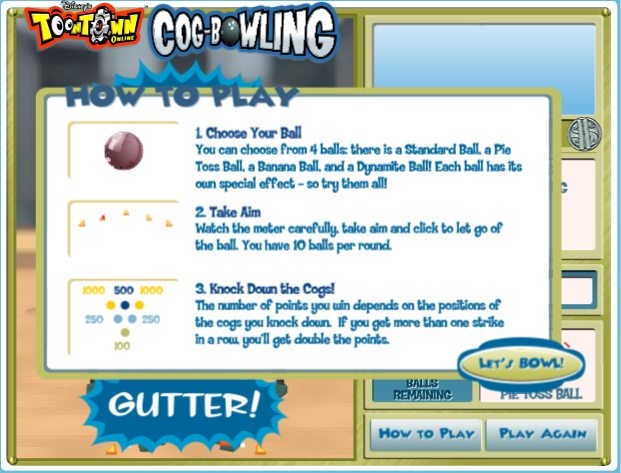 Disney's
TOONTOWN
ONLINE
COG-BOWLING
HOW TO PLAY
1. Choose Your Ball
You can choose from 4 balls: there is a Standard Ball, a Pie
Toss Ball, a Banana Ball, and a Dynamite Ball! Each ball has its
own special effect - so try them all!
2. Take Aim
Watch the meter carefully, take aim and click to let go of
the ball. You have 10 balls per round.
1000 500 1000
250 250
100
3. Knock Down the Cogs!
The number of points you win depends on the positions of
the cogs you knock down. If you get more than one strike
in a row, you'll get double the points.
LET'S BOWL!
BALLS
REMAINING
PIE TOSS BALL
GUTTER!
HOW TO PLAY
PLAY AGAIN